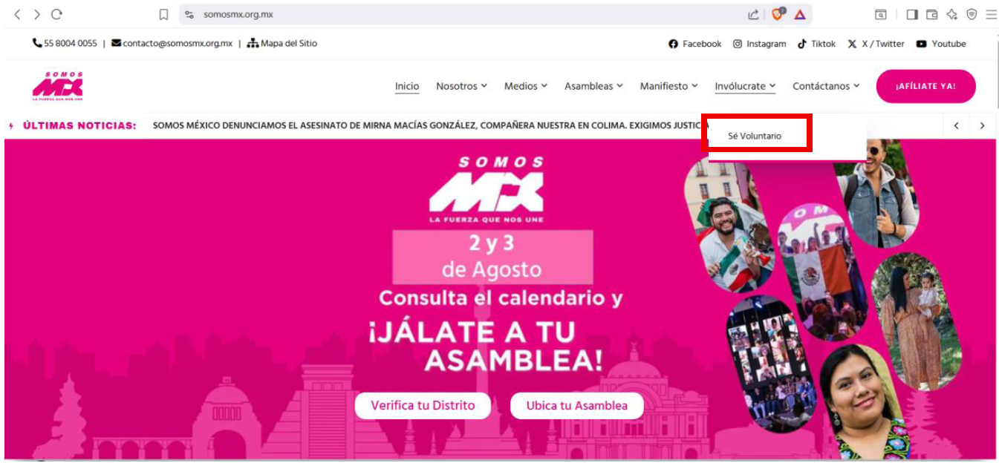 somosmx.org.mx
55 8004 0055 | contacto@somosmx.org.mx | Mapa del Sitio
Facebook Instagram Tiktok X / Twitter Youtube
SOMOS
MX
LA FUERZA QUE NOS UNE
Inicio Nosotros Medios Asambleas Manifiesto Invólucrate Contáctanos ¡AFÍLIATE YA!
ÚLTIMAS NOTICIAS: SOMOS MÉXICO DENUNCIAMOS EL ASESINATO DE MIRNA MACÍAS GONZÁLEZ, COMPAÑERA NUESTRA EN COLIMA. EXIGIMOS JUSTICIA
Sé Voluntario
SOMOS
MX
LA FUERZA QUE NOS UNE
2 y 3
de Agosto
Consulta el calendario y
¡JÁLATE A TU
ASAMBLEA!
Verifica tu Distrito Ubica tu Asamblea